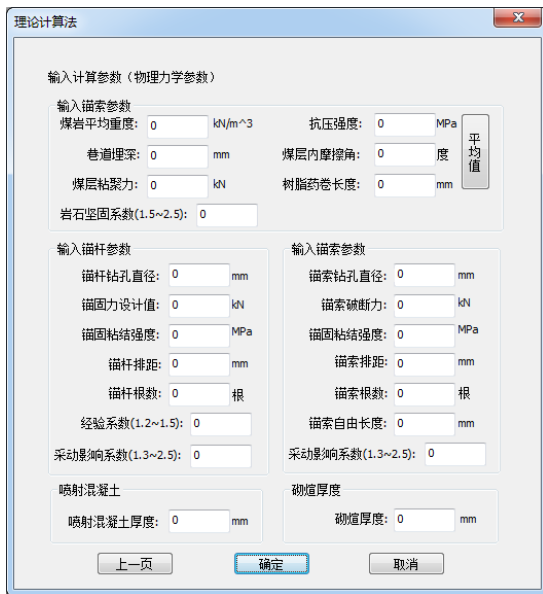 理论计算法
输入计算参数（物理力学参数）
输入锚索参数
煤岩平均重度: 0 kN/m^3 抗压强度: 0 MPa
巷道埋深: 0 mm 煤层内摩擦角: 0 度
煤层粘聚力: 0 kN 树脂药卷长度: 0 mm
平均值
岩石坚固系数(1.5~2.5): 0
输入锚杆参数
锚杆钻孔直径: 0 mm
锚固力设计值: 0 kN
锚固粘结强度: 0 MPa
锚杆排距: 0 mm
锚杆根数: 0 根
经验系数(1.2~1.5): 0
采动影响系数(1.3~2.5): 0
输入锚索参数
锚索钻孔直径: 0 mm
锚索破断力: 0 kN
锚固粘结强度: 0 MPa
锚索排距: 0 mm
锚索根数: 0 根
锚索自由长度: 0 mm
采动影响系数(1.3~2.5): 0
喷射混凝土
喷射混凝土厚度: 0 mm
砌煊厚度
砌煊厚度: 0 mm
上一页 确定 取消